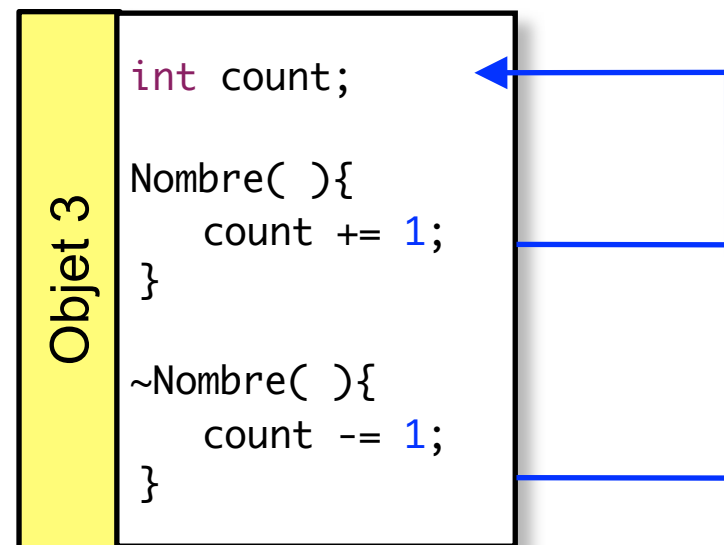 Objet 3
int count;
Nombre( ){
count += 1;
}
~Nombre( ){
count -= 1;
}